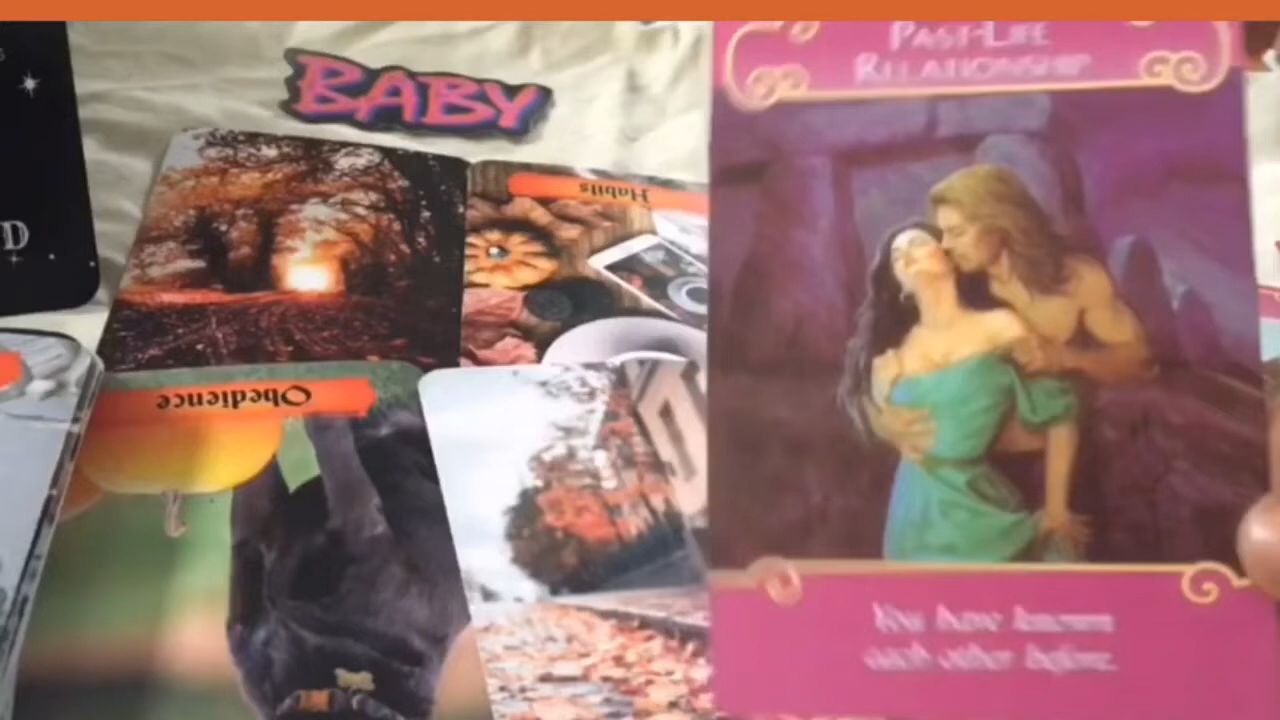 BABY
PAST-LIFE
RELATIONSHIP
Habits
D
Obedience
You have known
each other before.